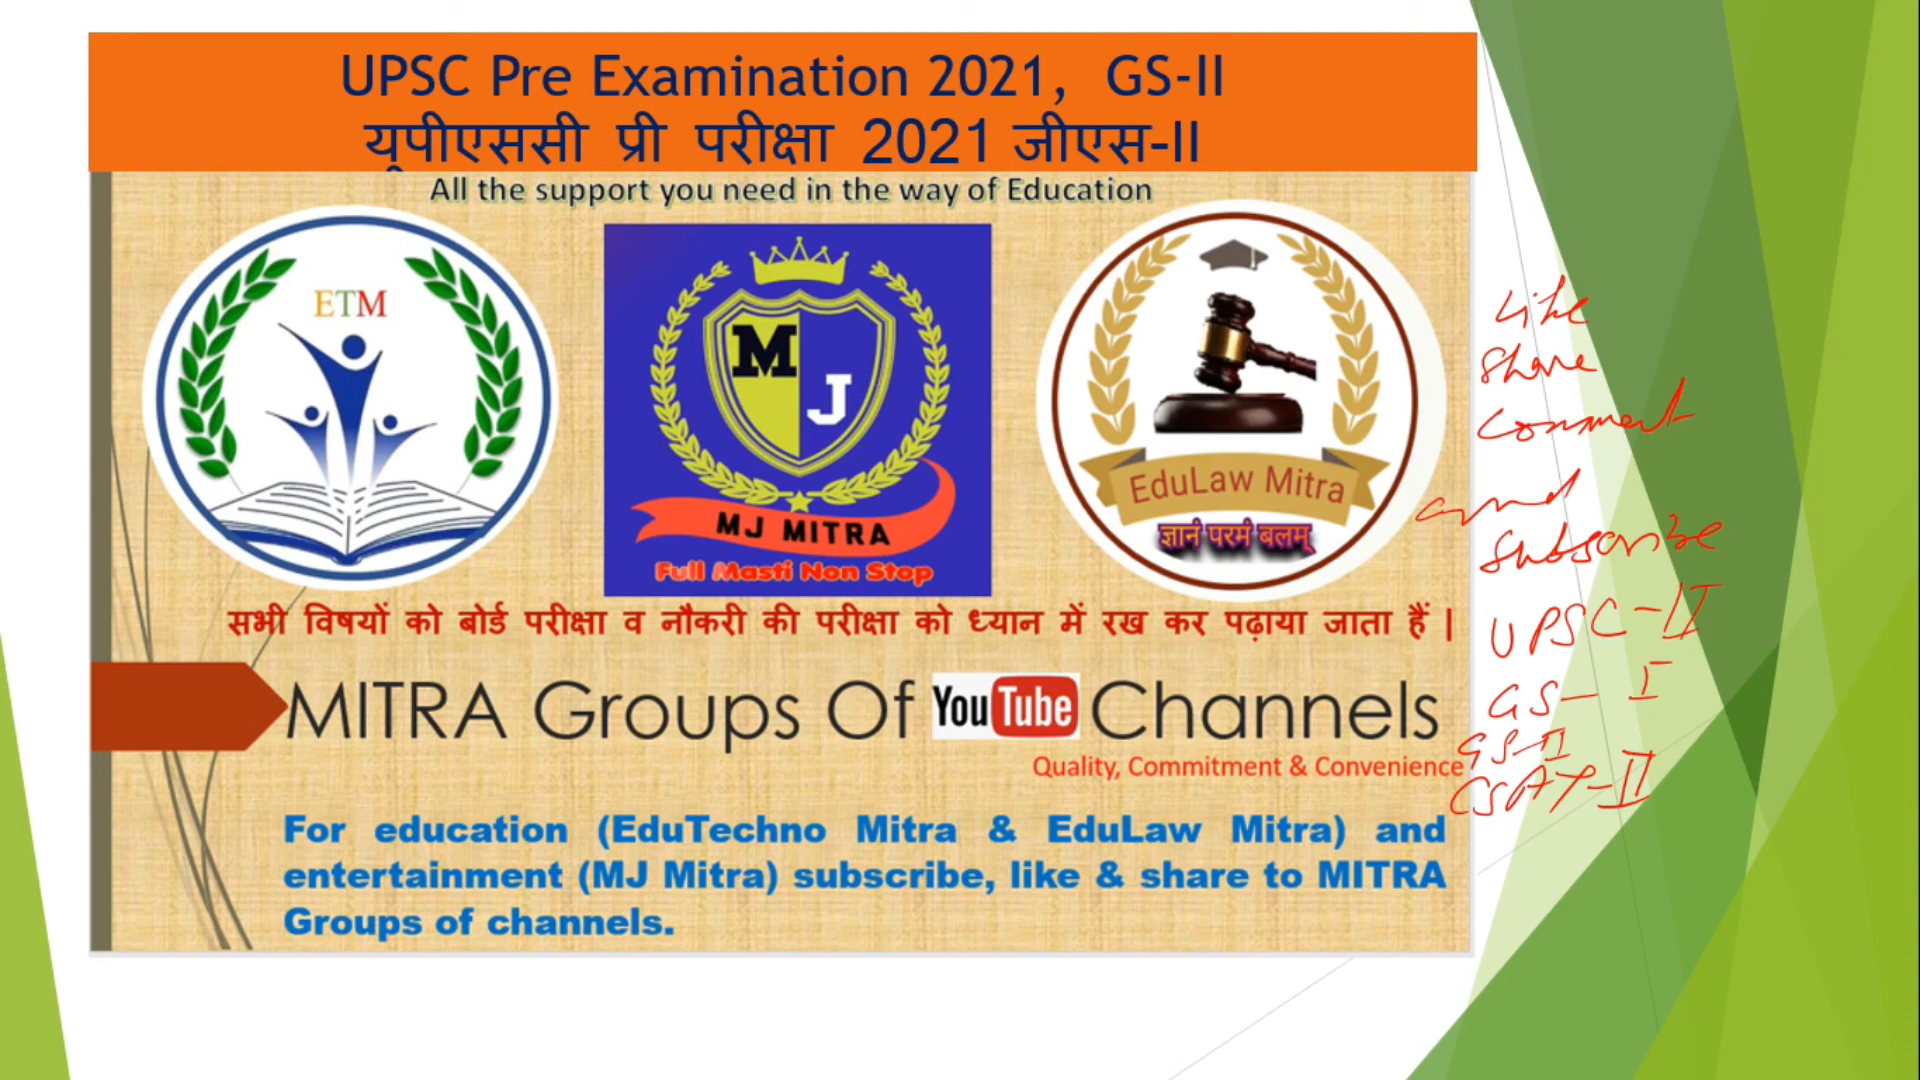 UPSC Pre Examination 2021, GS-II
यूपीएससी प्री परीक्षा 2021 जीएस-II
All the support you need in the way of Education
ETM
M
J
MJ MITRA
Full Masti Non Stop
EduLaw Mitra
ज्ञानं परमं बलम्
सभी विषयों को बोर्ड परीक्षा व नौकरी की परीक्षा को ध्यान में रख कर पढ़ाया जाता हैं |
MITRA Groups Of YouTube Channels
Quality, Commitment & Convenience
For education (EduTechno Mitra & EduLaw Mitra) and
entertainment (MJ Mitra) subscribe, like & share to MITRA
Groups of channels.
Like
Share
Comment
and
Subscribe
UPSC-II
GS-I
GS-II
CSAT-II